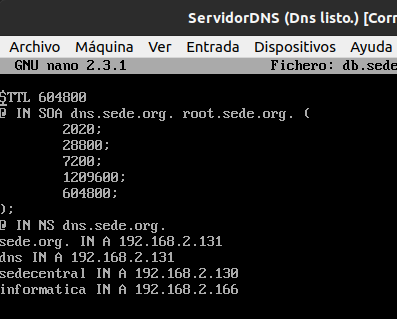 ServidorDNS (Dns listo.) [Corr
Archivo Máquina Ver Entrada Dispositivos Ayuda
GNU nano 2.3.1 Fichero: db.sede
$TTL 604800
@ IN SOA dns.sede.org. root.sede.org. (
2020;
28800;
7200;
1209600;
604800;
);
@ IN NS dns.sede.org.
sede.org. IN A 192.168.2.131
dns IN A 192.168.2.131
sedecentral IN A 192.168.2.130
informatica IN A 192.168.2.166